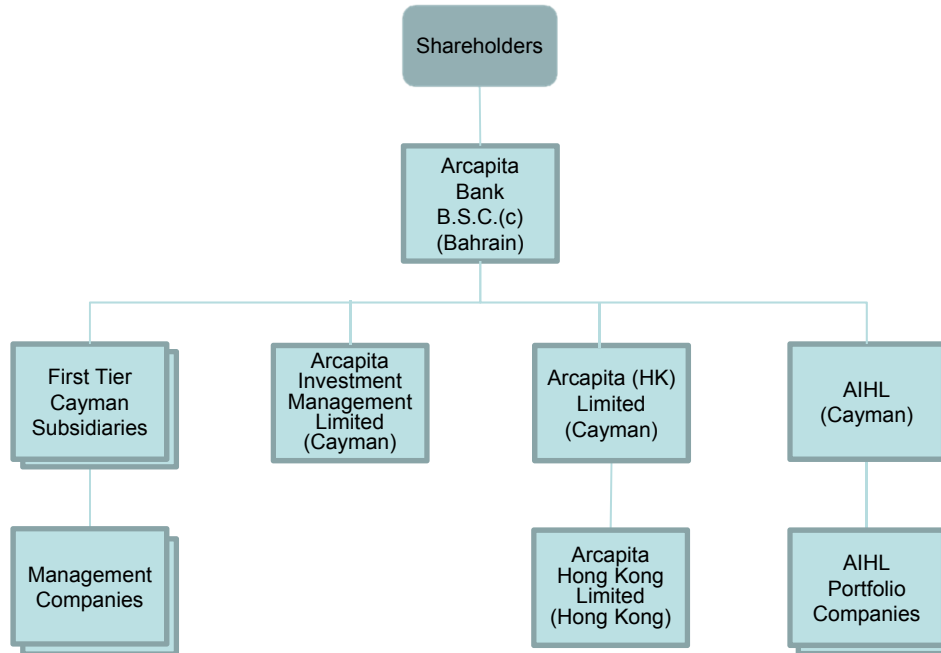 Shareholders
Arcapita
Bank
B.S.C.(c)
(Bahrain)
First Tier
Cayman
Subsidiaries
Arcapita
Investment
Management
Limited
(Cayman)
Arcapita (HK)
Limited
(Cayman)
AIHL
(Cayman)
Management
Companies
Arcapita
Hong Kong
Limited
(Hong Kong)
AIHL
Portfolio
Companies